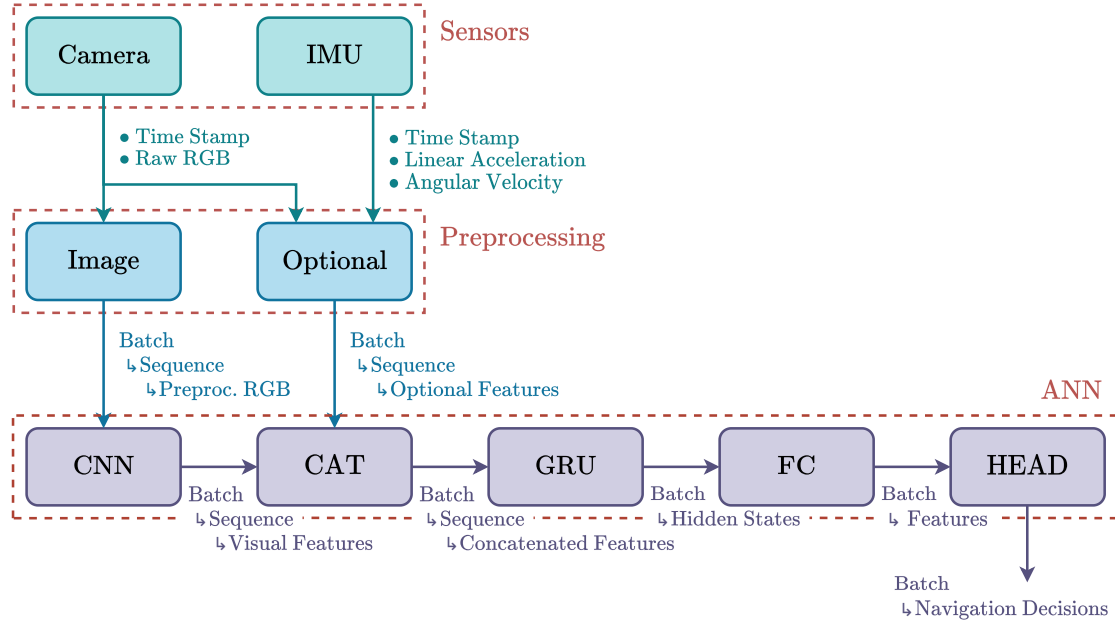 Camera
IMU
Sensors
• Time Stamp
• Raw RGB
• Time Stamp
• Linear Acceleration
• Angular Velocity
Image
Optional
Preprocessing
Batch
↳Sequence
↳Preproc. RGB
Batch
↳Sequence
↳Optional Features
ANN
CNN
CAT
GRU
FC
HEAD
Batch
↳Sequence
↳Visual Features
Batch
↳Sequence
↳Concatenated Features
Batch
↳Hidden States
Batch
↳ Features
Batch
↳Navigation Decisions